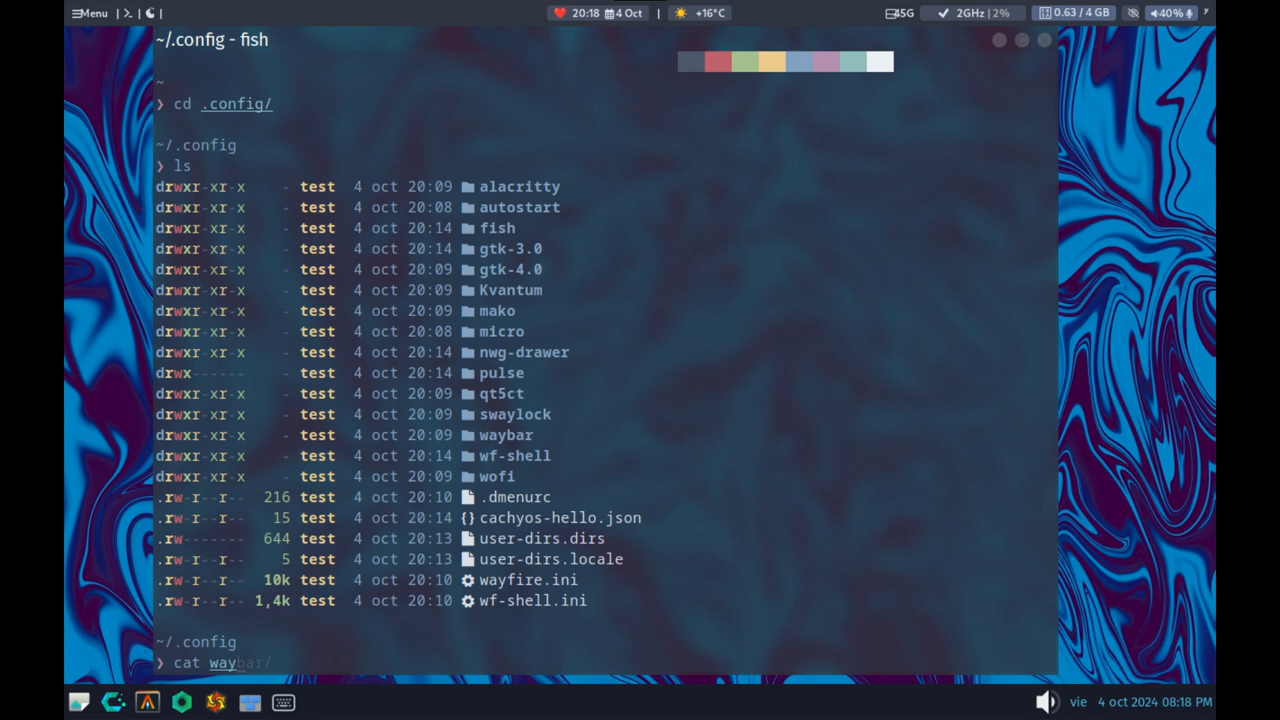 Menu | >_ | |
20:18 4 Oct | +16°C
45G 2GHz | 2% 0.63 / 4 GB 40%
~/.config - fish
~
❯ cd .config/
~/.config
❯ ls
drwxr-xr-x - test 4 oct 20:09 alacritty
drwxr-xr-x - test 4 oct 20:08 autostart
drwxr-xr-x - test 4 oct 20:14 fish
drwxr-xr-x - test 4 oct 20:14 gtk-3.0
drwxr-xr-x - test 4 oct 20:09 gtk-4.0
drwxr-xr-x - test 4 oct 20:09 Kvantum
drwxr-xr-x - test 4 oct 20:09 mako
drwxr-xr-x - test 4 oct 20:08 micro
drwxr-xr-x - test 4 oct 20:14 nwg-drawer
drwx------ - test 4 oct 20:14 pulse
drwxr-xr-x - test 4 oct 20:09 qt5ct
drwxr-xr-x - test 4 oct 20:09 swaylock
drwxr-xr-x - test 4 oct 20:09 waybar
drwxr-xr-x - test 4 oct 20:14 wf-shell
drwxr-xr-x - test 4 oct 20:09 wofi
.rw-r--r-- 216 test 4 oct 20:10 .dmenurc
.rw-r--r-- 15 test 4 oct 20:14 {} cachyos-hello.json
.rw------- 644 test 4 oct 20:13 user-dirs.dirs
.rw-r--r-- 5 test 4 oct 20:13 user-dirs.locale
.rw-r--r-- 10k test 4 oct 20:10 wayfire.ini
.rw-r--r-- 1,4k test 4 oct 20:10 wf-shell.ini
~/.config
❯ cat waybar/
vie 4 oct 2024 08:18 PM